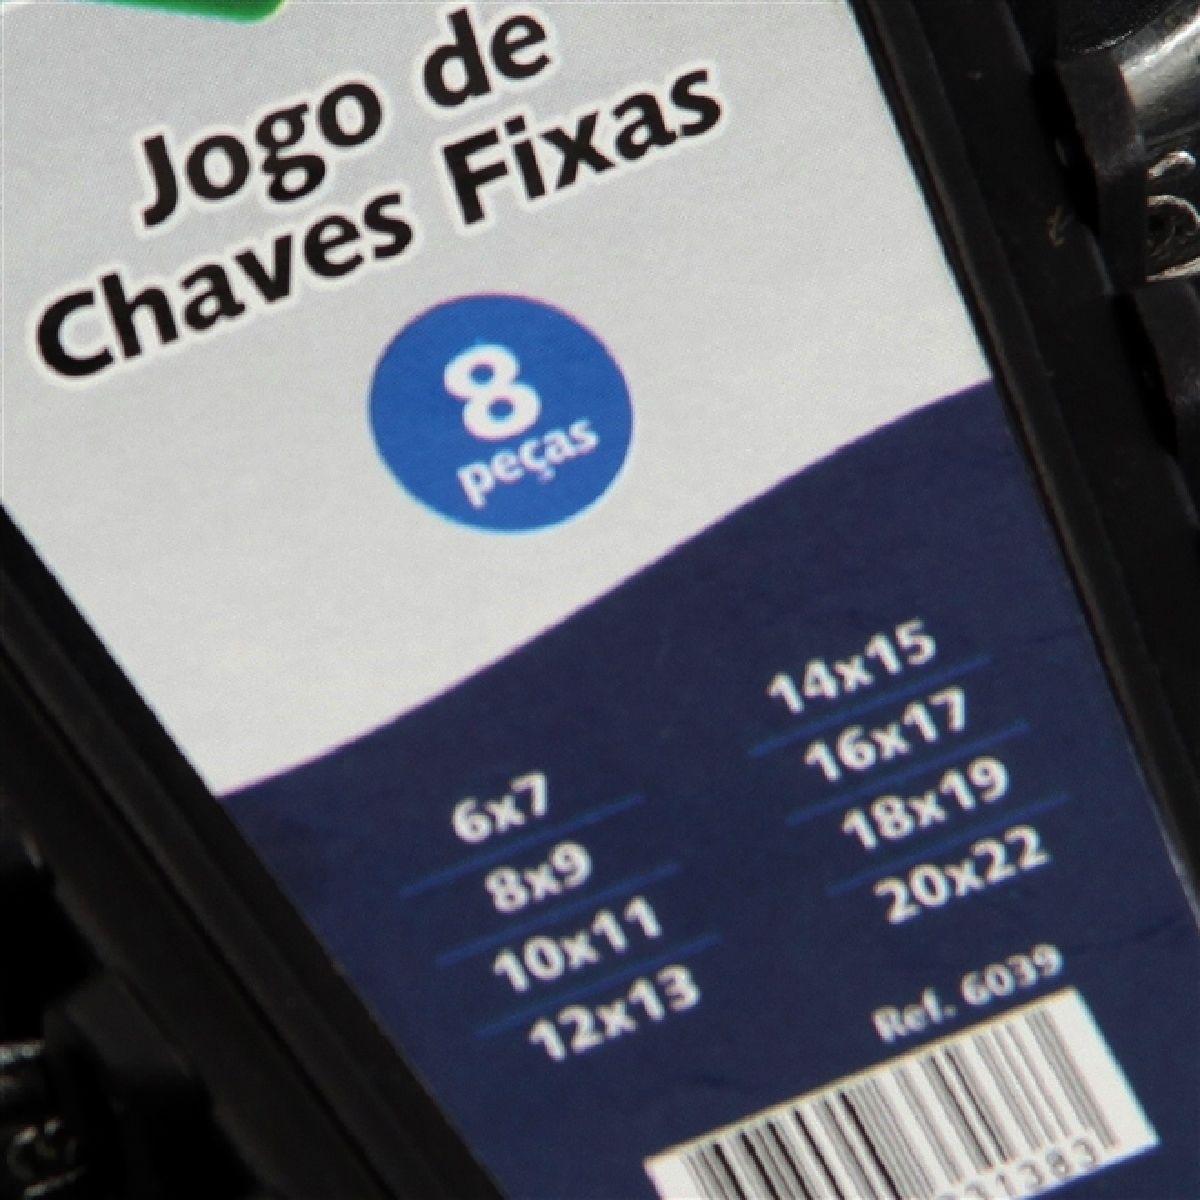 Jogo de
Chaves Fixas
8
peças
6x7
8x9
10x11
12x13
14x15
16x17
18x19
20x22
Ref. 6039